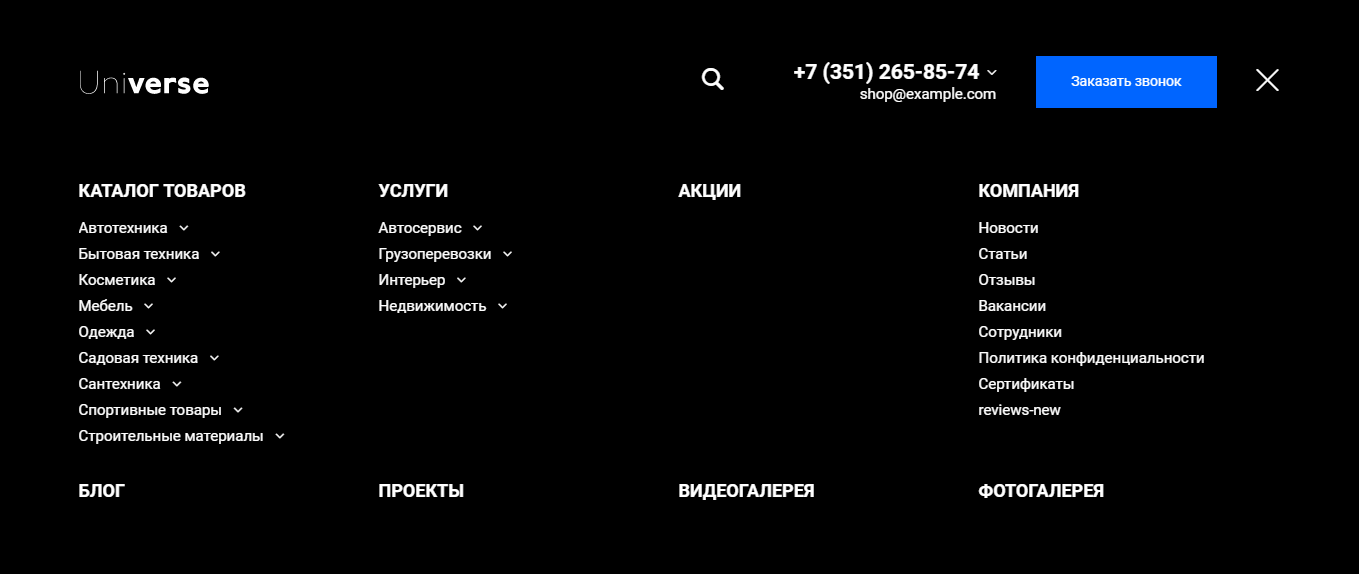 Universe
+7 (351) 265-85-74
shop@example.com
Заказать звонок
КАТАЛОГ ТОВАРОВ
Автотехника
Бытовая техника
Косметика
Мебель
Одежда
Садовая техника
Сантехника
Спортивные товары
Строительные материалы
УСЛУГИ
Автосервис
Грузоперевозки
Интерьер
Недвижимость
АКЦИИ
КОМПАНИЯ
Новости
Статьи
Отзывы
Вакансии
Сотрудники
Политика конфиденциальности
Сертификаты
reviews-new
БЛОГ
ПРОЕКТЫ
ВИДЕОГАЛЕРЕЯ
ФОТОГАЛЕРЕЯ